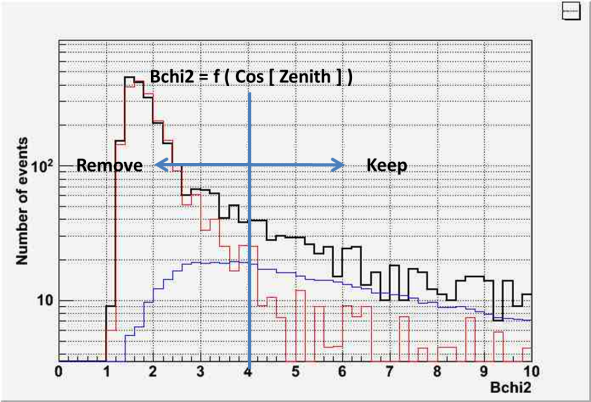 Bchi2 = f ( Cos [ Zenith ] )
Remove
Keep
Number of events
10²
10
0 1 2 3 4 5 6 7 8 9 10
Bchi2